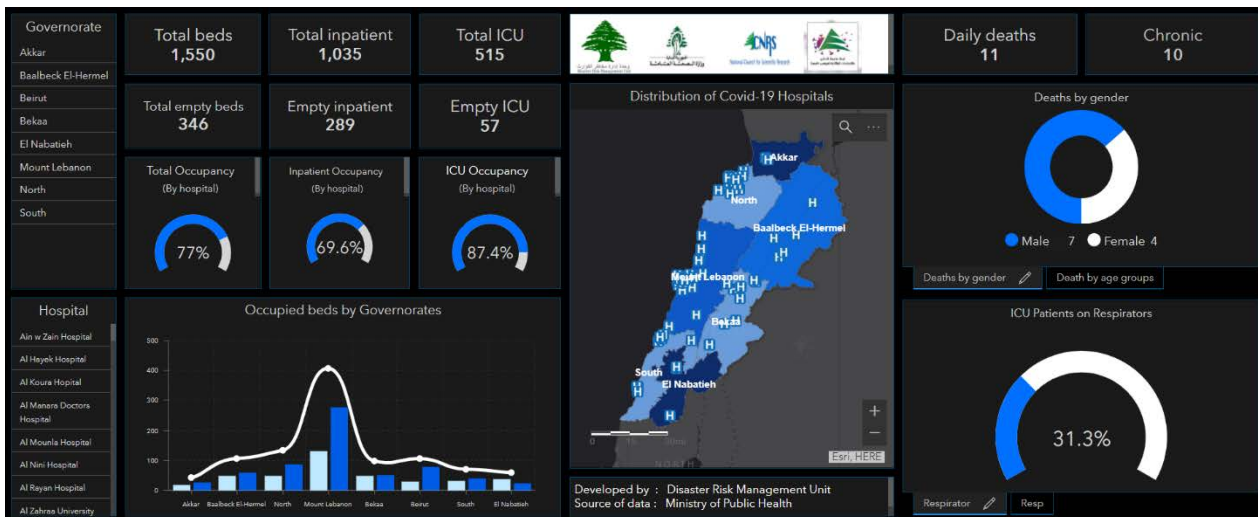 Governorate
Akkar
Baalbeck El-Hermel
Beirut
Bekaa
El Nabatieh
Mount Lebanon
North
South
Total beds
1,550
Total inpatient
1,035
Total ICU
515
Total empty beds
346
Empty inpatient
289
Empty ICU
57
Total Occupancy
(By hospital)
77%
Inpatient Occupancy
(By hospital)
69.6%
ICU Occupancy
(By hospital)
87.4%
Hospital
Ain w Zain Hospital
Al Hayek Hospital
Al Koura Hopital
Al Manara Doctors
Hospital
Al Mounla Hospital
Al Nini Hospital
Al Rayan Hospital
Al Zahraa University
Occupied beds by Governorates
500
400
300
200
100
0
Akkar Baalbeck El-Hermel North Mount Lebanon Bekaa Beirut South El Nabatieh
CNRS
National Council for Scientific Research
Distribution of Covid-19 Hospitals
Akkar
North
Baalbeck El-Hermel
Mount Lebanon
Bekaa
South
El Nabatieh
Esri, HERE
Developed by : Disaster Risk Management Unit
Source of data : Ministry of Public Health
Daily deaths
11
Chronic
10
Deaths by gender
Male 7 Female 4
Deaths by gender Death by age groups
ICU Patients on Respirators
31.3%
Respirator Resp